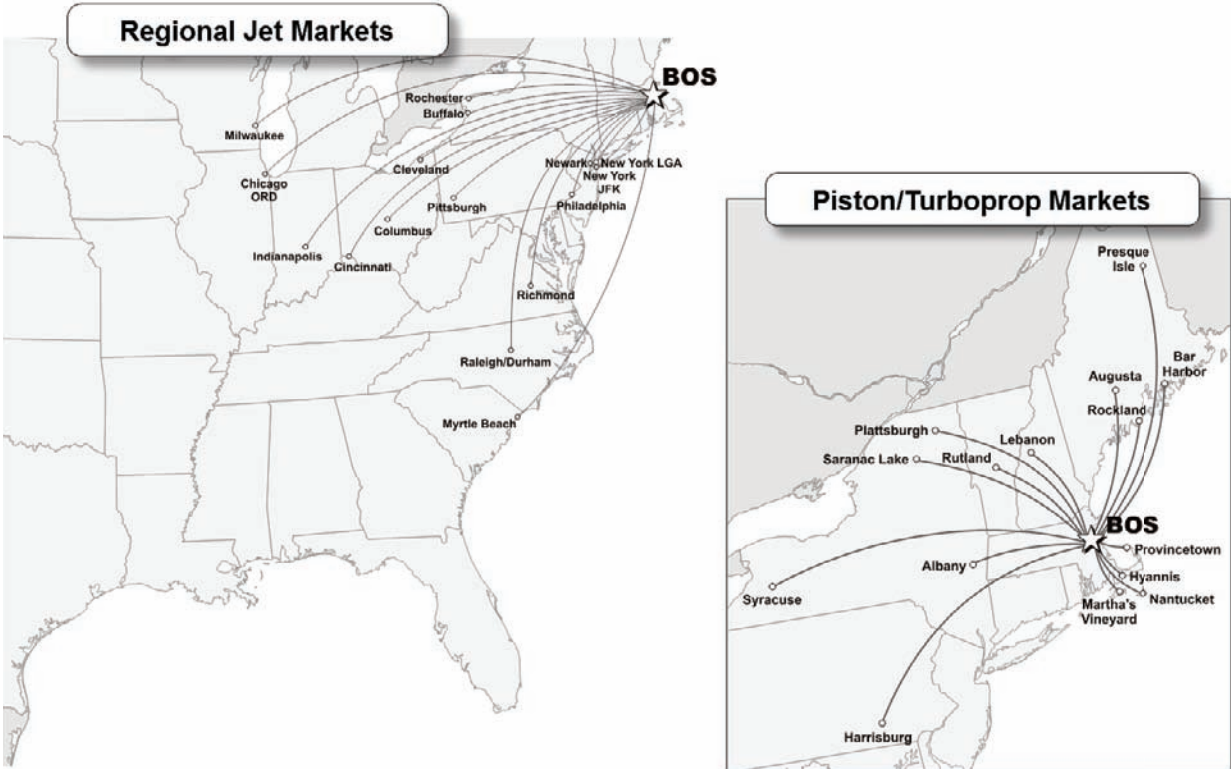 Regional Jet Markets
BOS
Rochester
Buffalo
Milwaukee
Cleveland
Newark
New York LGA
New York
JFK
Chicago
ORD
Pittsburgh
Philadelphia
Columbus
Indianapolis
Cincinnati
Richmond
Raleigh/Durham
Myrtle Beach
Piston/Turboprop Markets
Presque
Isle
Bar
Harbor
Augusta
Rockland
Plattsburgh
Lebanon
Saranac Lake
Rutland
BOS
Provincetown
Albany
Hyannis
Syracuse
Martha's
Vineyard
Nantucket
Harrisburg